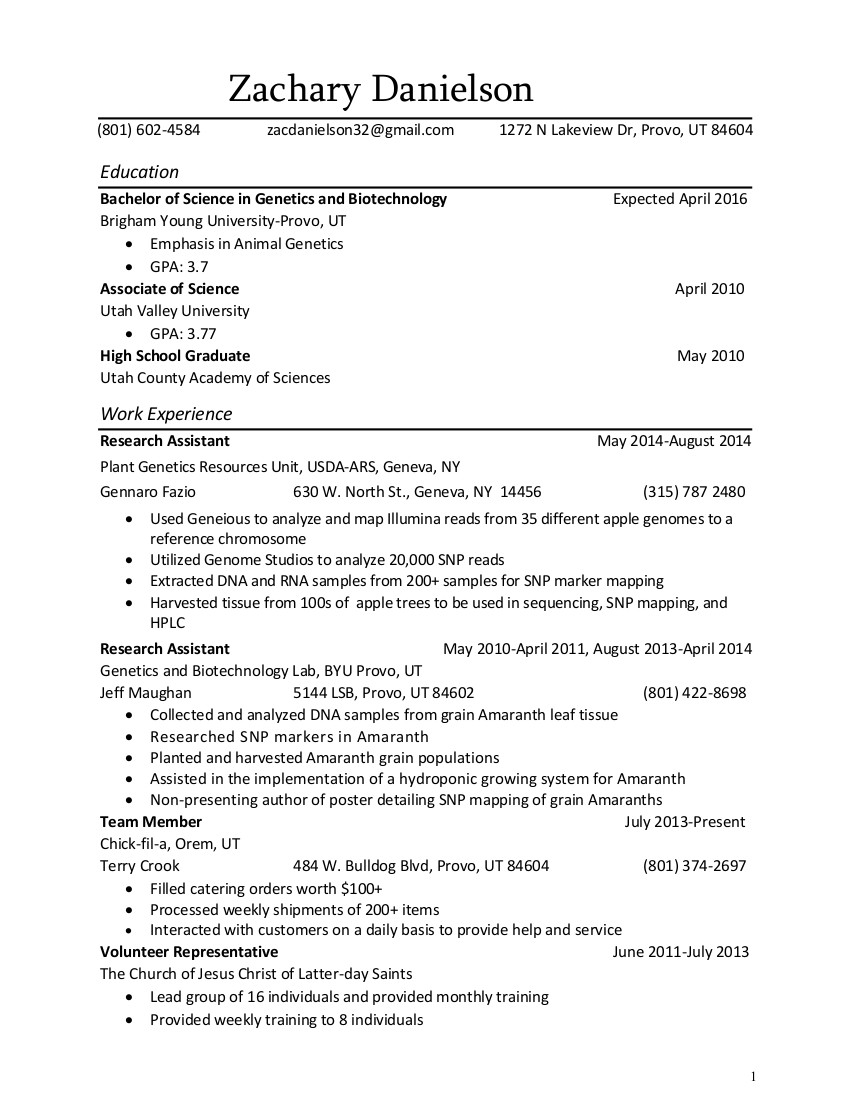 Zachary Danielson
(801) 602-4584 zacdanielson32@gmail.com 1272 N Lakeview Dr, Provo, UT 84604
Education
Bachelor of Science in Genetics and Biotechnology Expected April 2016
Brigham Young University-Provo, UT
• Emphasis in Animal Genetics
• GPA: 3.7
Associate of Science April 2010
Utah Valley University
• GPA: 3.77
High School Graduate May 2010
Utah County Academy of Sciences
Work Experience
Research Assistant May 2014-August 2014
Plant Genetics Resources Unit, USDA-ARS, Geneva, NY
Gennaro Fazio 630 W. North St., Geneva, NY 14456 (315) 787 2480
• Used Geneious to analyze and map Illumina reads from 35 different apple genomes to a
reference chromosome
• Utilized Genome Studios to analyze 20,000 SNP reads
• Extracted DNA and RNA samples from 200+ samples for SNP marker mapping
• Harvested tissue from 100s of apple trees to be used in sequencing, SNP mapping, and
HPLC
Research Assistant May 2010-April 2011, August 2013-April 2014
Genetics and Biotechnology Lab, BYU Provo, UT
Jeff Maughan 5144 LSB, Provo, UT 84602 (801) 422-8698
• Collected and analyzed DNA samples from grain Amaranth leaf tissue
• Researched SNP markers in Amaranth
• Planted and harvested Amaranth grain populations
• Assisted in the implementation of a hydroponic growing system for Amaranth
• Non-presenting author of poster detailing SNP mapping of grain Amaranths
Team Member July 2013-Present
Chick-fil-a, Orem, UT
Terry Crook 484 W. Bulldog Blvd, Provo, UT 84604 (801) 374-2697
• Filled catering orders worth $100+
• Processed weekly shipments of 200+ items
• Interacted with customers on a daily basis to provide help and service
Volunteer Representative June 2011-July 2013
The Church of Jesus Christ of Latter-day Saints
• Lead group of 16 individuals and provided monthly training
• Provided weekly training to 8 individuals
1